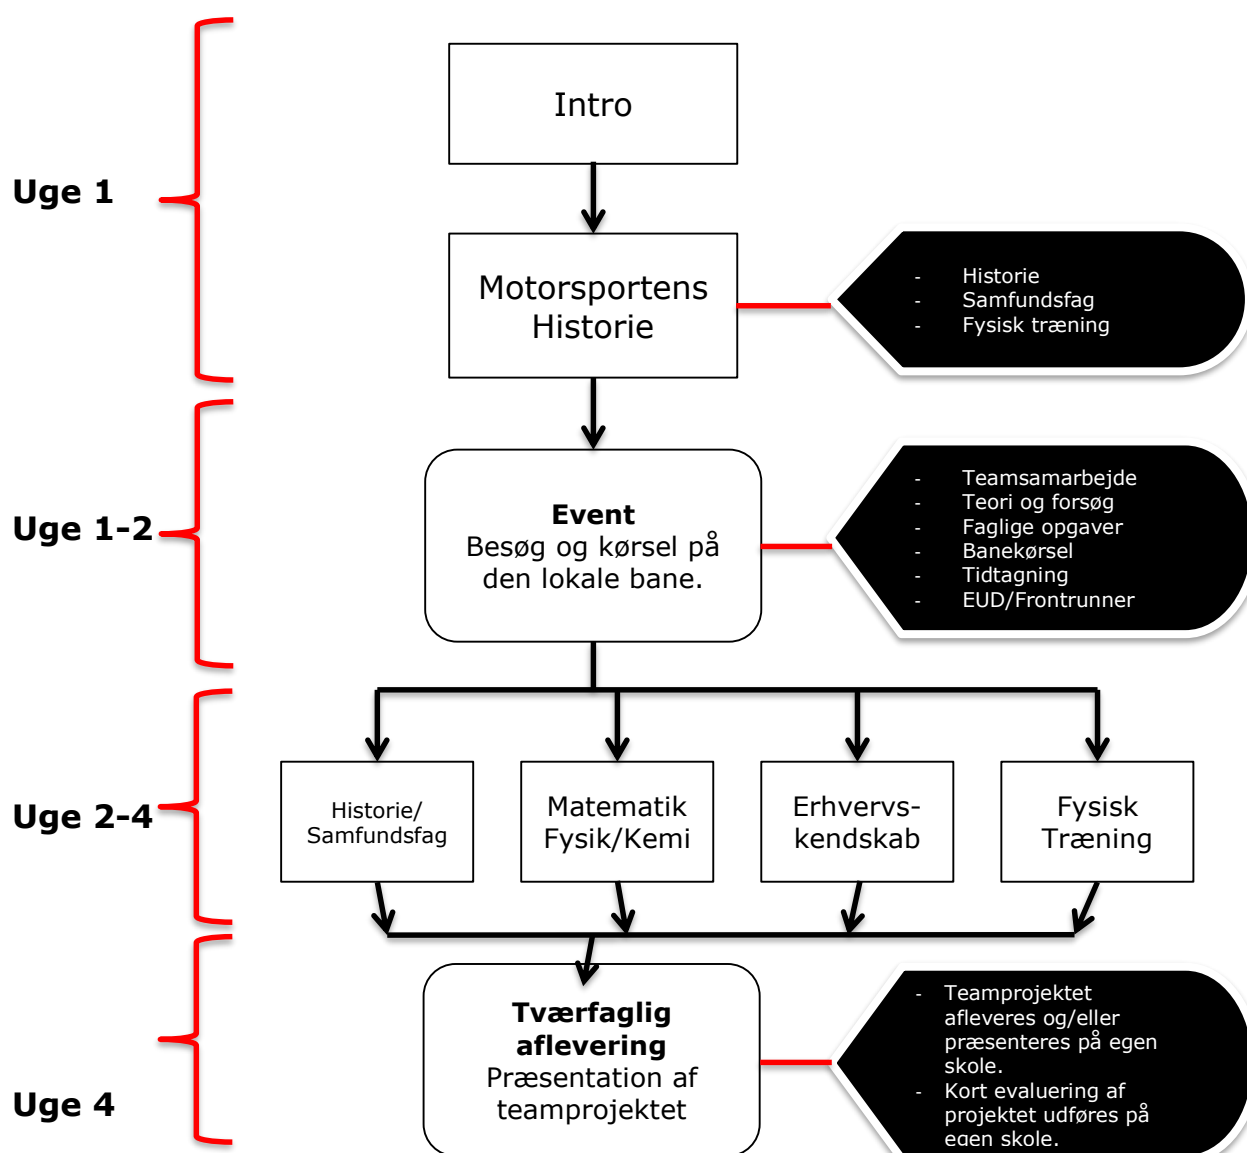 Uge 1
Intro
Motorsportens
Historie
- Historie
- Samfundsfag
- Fysisk træning
Uge 1-2
Event
Besøg og kørsel på
den lokale bane.
- Teamsamarbejde
- Teori og forsøg
- Faglige opgaver
- Banekørsel
- Tidtagning
- EUD/Frontrunner
Uge 2-4
Historie/
Samfundsfag
Matematik
Fysik/Kemi
Erhvervs-
kendskab
Fysisk
Træning
Uge 4
Tværfaglig
aflevering
Præsentation af
teamprojektet
- Teamprojektet
afleveres og/eller
præsenteres på egen
skole.
- Kort evaluering af
projektet udføres på
egen skole.